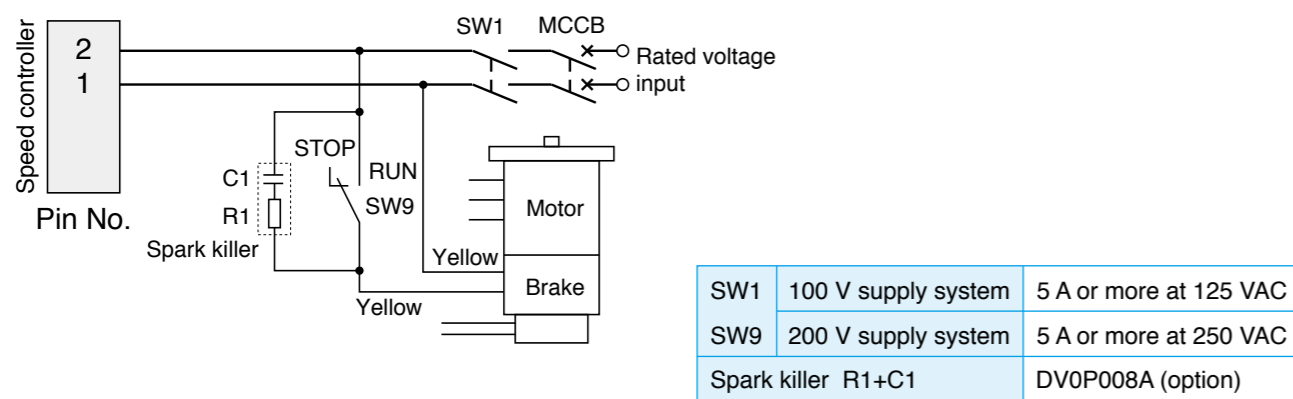 SW1 MCCB
Speed controller
2
1
Rated voltage
input
STOP
RUN
C1
R1
SW9
Motor
Pin No.
Spark killer
Yellow
Brake
Yellow
SW1 100 V supply system 5 A or more at 125 VAC
SW9 200 V supply system 5 A or more at 250 VAC
Spark killer R1+C1 DV0P008A (option)